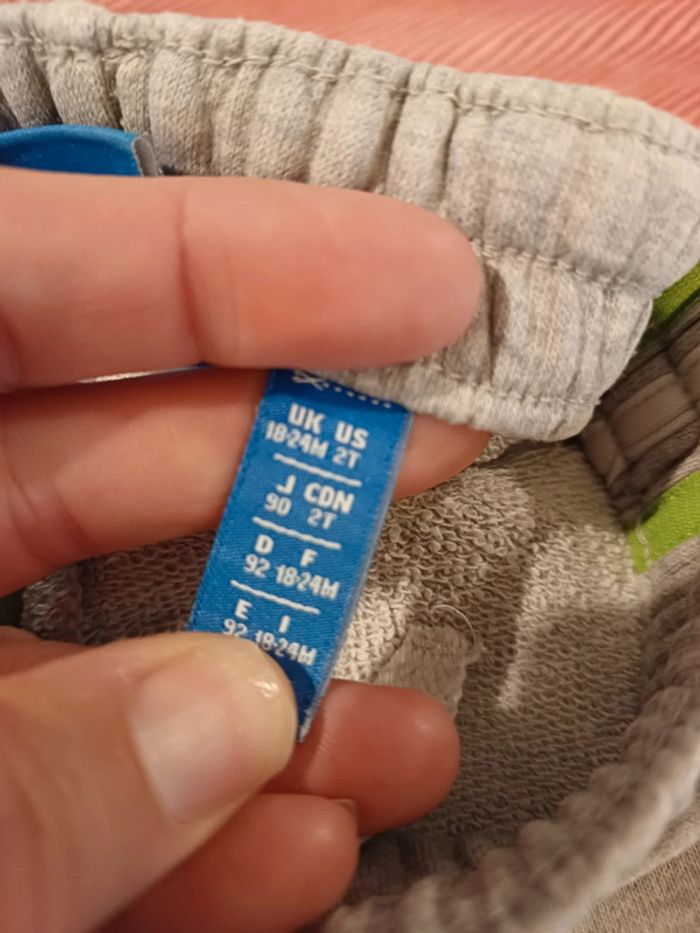 UK US
18-24M 2T
J CDN
90 2T
D F
92 18-24M
E I
92 18-24M